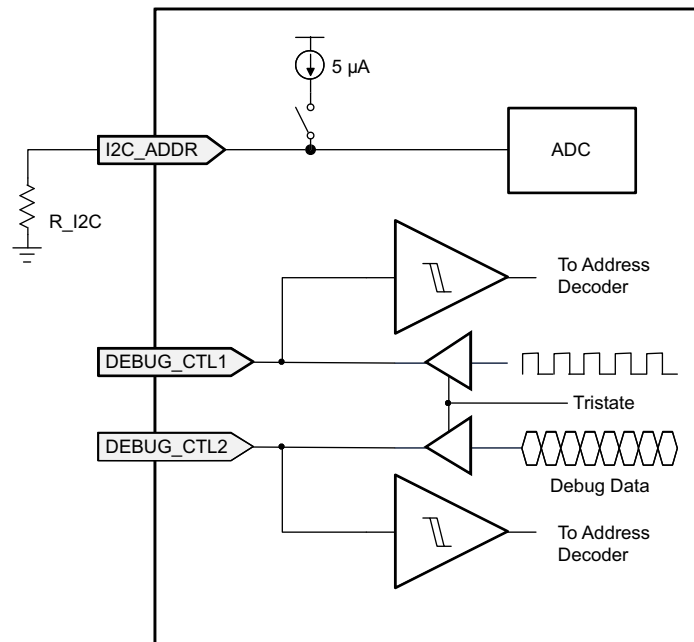 5 µA
I2C_ADDR
ADC
R_I2C
To Address
Decoder
DEBUG_CTL1
Tristate
DEBUG_CTL2
Debug Data
To Address
Decoder